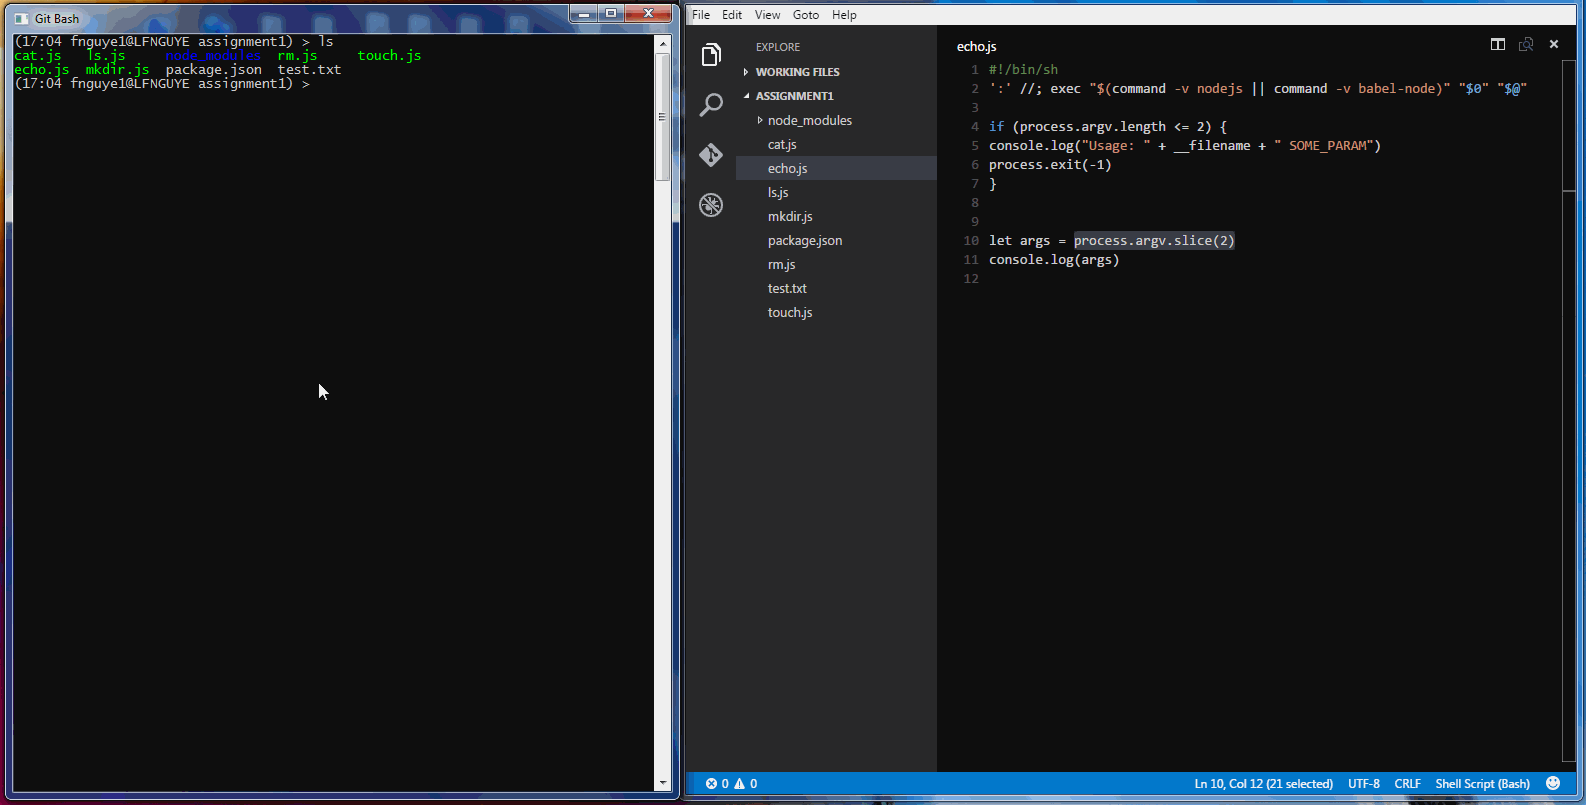 Git Bash
(17:04 fnguye1@LFNGUYE assignment1) > ls
cat.js ls.js node_modules rm.js touch.js
echo.js mkdir.js package.json test.txt
(17:04 fnguye1@LFNGUYE assignment1) >
File Edit View Goto Help
EXPLORE
WORKING FILES
ASSIGNMENT1
node_modules
cat.js
echo.js
ls.js
mkdir.js
package.json
rm.js
test.txt
touch.js
echo.js
1 #!/bin/sh
2 ':' //; exec "$(command -v nodejs || command -v babel-node)" "$0" "$@"
3
4 if (process.argv.length <= 2) {
5 console.log("Usage: " + __filename + " SOME_PARAM")
6 process.exit(-1)
7 }
8
9
10 let args = process.argv.slice(2)
11 console.log(args)
12
0 0 Ln 10, Col 12 (21 selected) UTF-8 CRLF Shell Script (Bash)